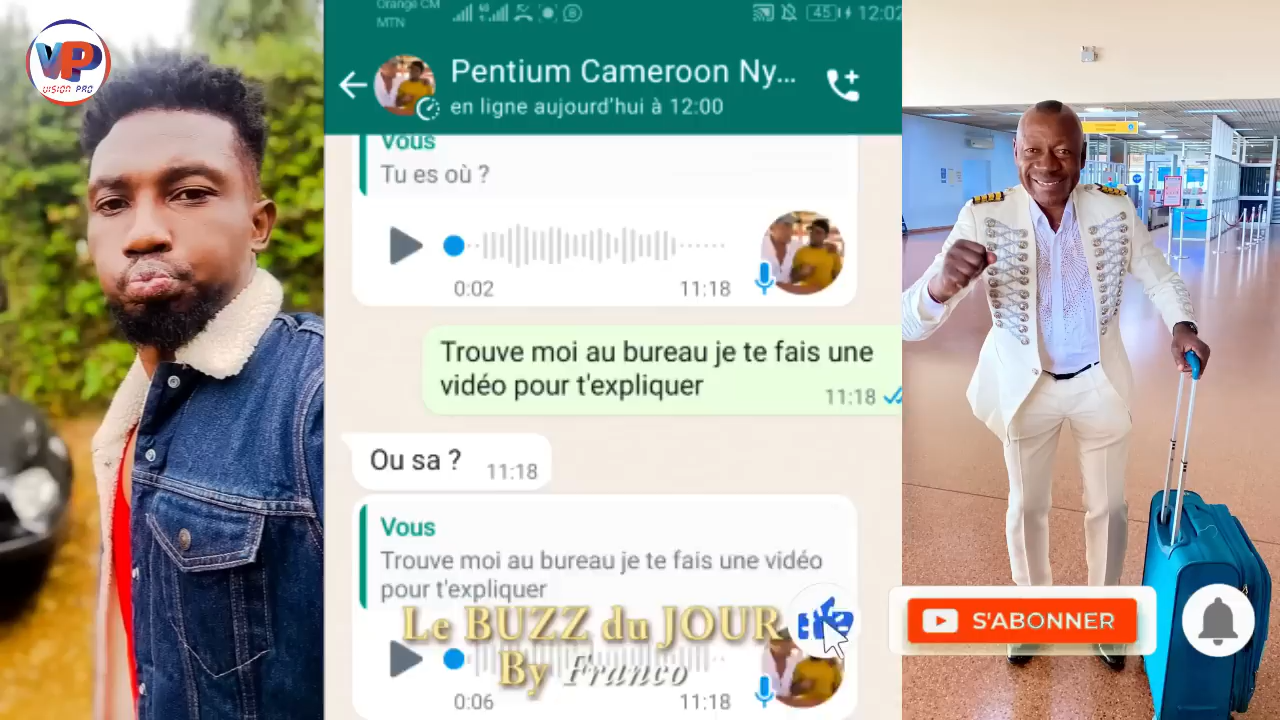 VP
VISION PRO
Orange CM
MTN
45
12:02
Pentium Cameroon Ny...
en ligne aujourd'hui à 12:00
Vous
Tu es où ?
0:02 11:18
Trouve moi au bureau je te fais une
vidéo pour t'expliquer
11:18
Ou sa ? 11:18
Vous
Trouve moi au bureau je te fais une vidéo
pour t'expliquer
Le BUZZ du JOUR
By Franco
0:06 11:18
S'ABONNER